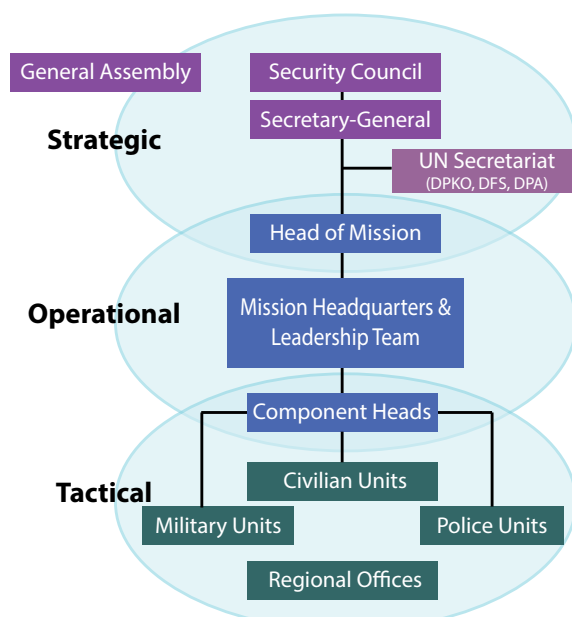 General Assembly
Security Council
Secretary-General
Strategic
UN Secretariat
(DPKO, DFS, DPA)
Head of Mission
Operational
Mission Headquarters &
Leadership Team
Component Heads
Tactical
Civilian Units
Military Units
Police Units
Regional Offices